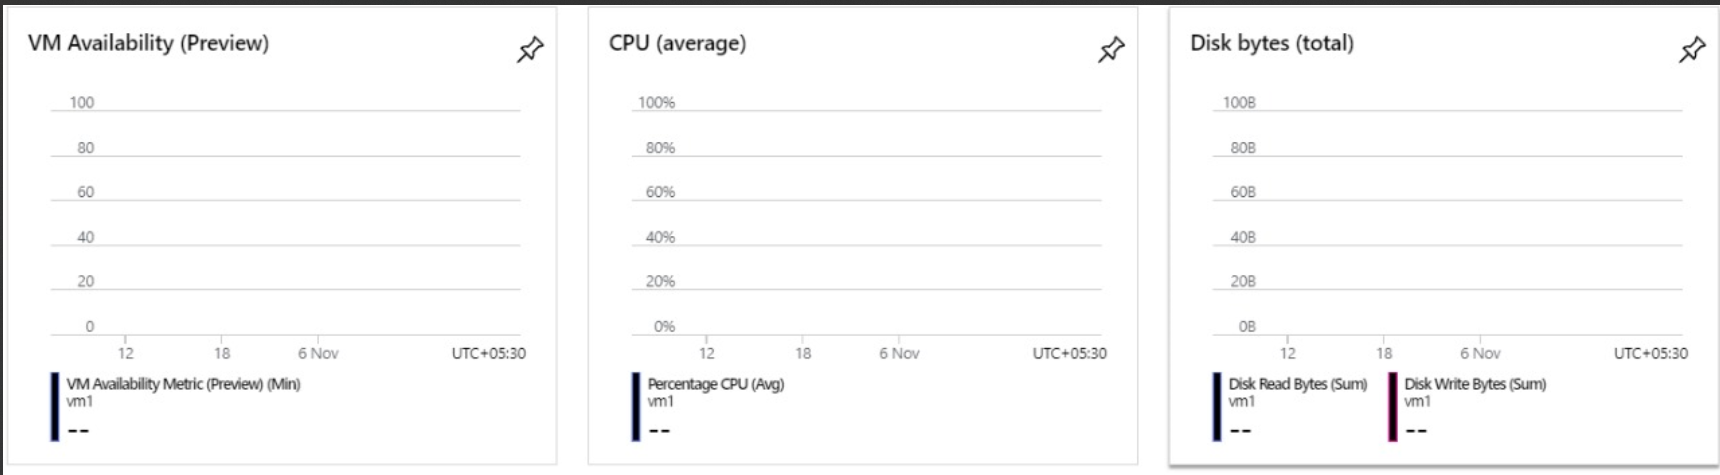 VM Availability (Preview)
100
80
60
40
20
0
12 18 6 Nov UTC+05:30
VM Availability Metric (Preview) (Min)
vm1
--
CPU (average)
100%
80%
60%
40%
20%
0%
12 18 6 Nov UTC+05:30
Percentage CPU (Avg)
vm1
--
Disk bytes (total)
100B
80B
60B
40B
20B
0B
12 18 6 Nov UTC+05:30
Disk Read Bytes (Sum) Disk Write Bytes (Sum)
vm1 vm1
-- --